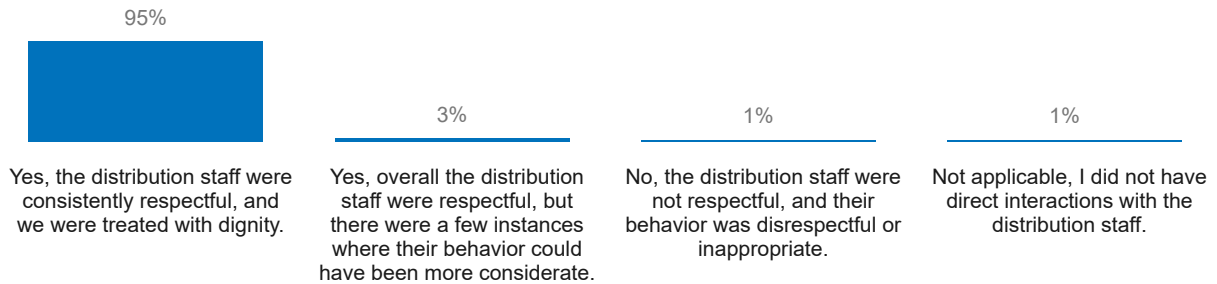 95%
3%
1%
1%
Yes, the distribution staff were
consistently respectful, and
we were treated with dignity.
Yes, overall the distribution
staff were respectful, but
there were a few instances
where their behavior could
have been more considerate.
No, the distribution staff were
not respectful, and their
behavior was disrespectful or
inappropriate.
Not applicable, I did not have
direct interactions with the
distribution staff.